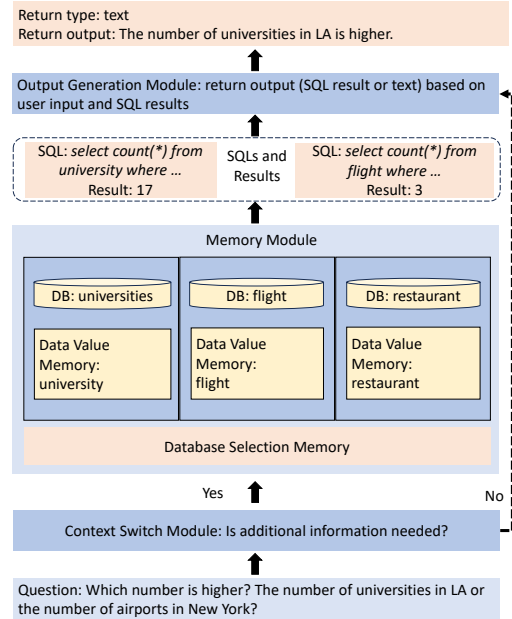 Return type: text
Return output: The number of universities in LA is higher.
Output Generation Module: return output (SQL result or text) based on
user input and SQL results
SQL: select count(*) from
university where ...
Result: 17
SQLs and
Results
SQL: select count(*) from
flight where ...
Result: 3
Memory Module
DB: universities
DB: flight
DB: restaurant
Data Value
Memory:
university
Data Value
Memory:
flight
Data Value
Memory:
restaurant
Database Selection Memory
Yes
No
Context Switch Module: Is additional information needed?
Question: Which number is higher? The number of universities in LA or
the number of airports in New York?